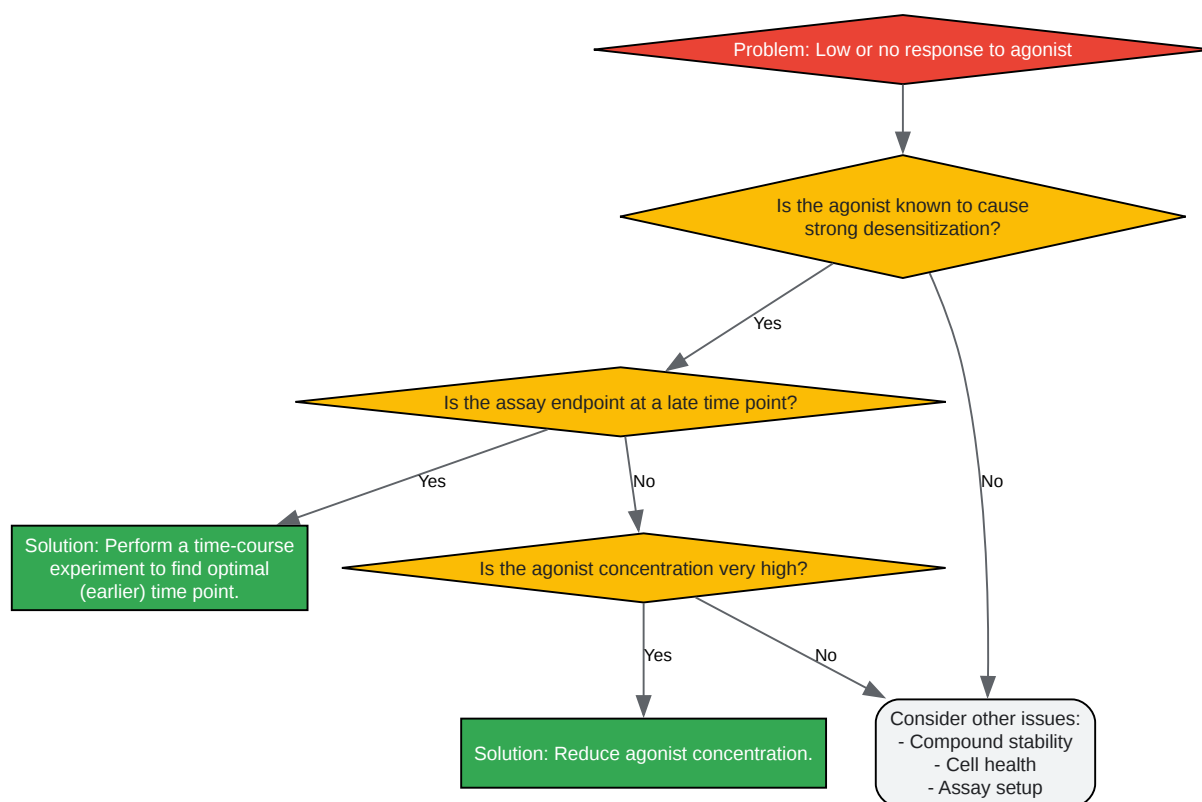 Problem: Low or no response to agonist
Is the agonist known to cause
strong desensitization?
Yes
Is the assay endpoint at a late time point?
Yes
No
No
Solution: Perform a time-course
experiment to find optimal
(earlier) time point.
Is the agonist concentration very high?
Yes
No
Solution: Reduce agonist concentration.
Consider other issues:
- Compound stability
- Cell health
- Assay setup